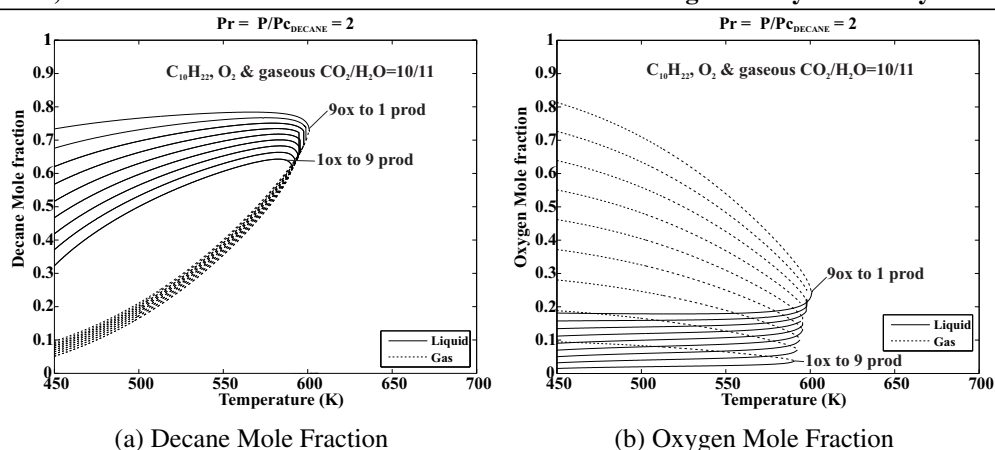 Pr = P/Pc_DECANE = 2
C10H22, O2 & gaseous CO2/H2O=10/11
9ox to 1 prod
1ox to 9 prod
Decane Mole fraction
1
0.9
0.8
0.7
0.6
0.5
0.4
0.3
0.2
0.1
0
Liquid
Gas
450
500
550
600
650
700
Temperature (K)
(a) Decane Mole Fraction
Pr = P/Pc_DECANE = 2
C10H22, O2 & gaseous CO2/H2O=10/11
9ox to 1 prod
1ox to 9 prod
Oxygen Mole fraction
1
0.9
0.8
0.7
0.6
0.5
0.4
0.3
0.2
0.1
0
Liquid
Gas
450
500
550
600
650
700
Temperature (K)
(b) Oxygen Mole Fraction